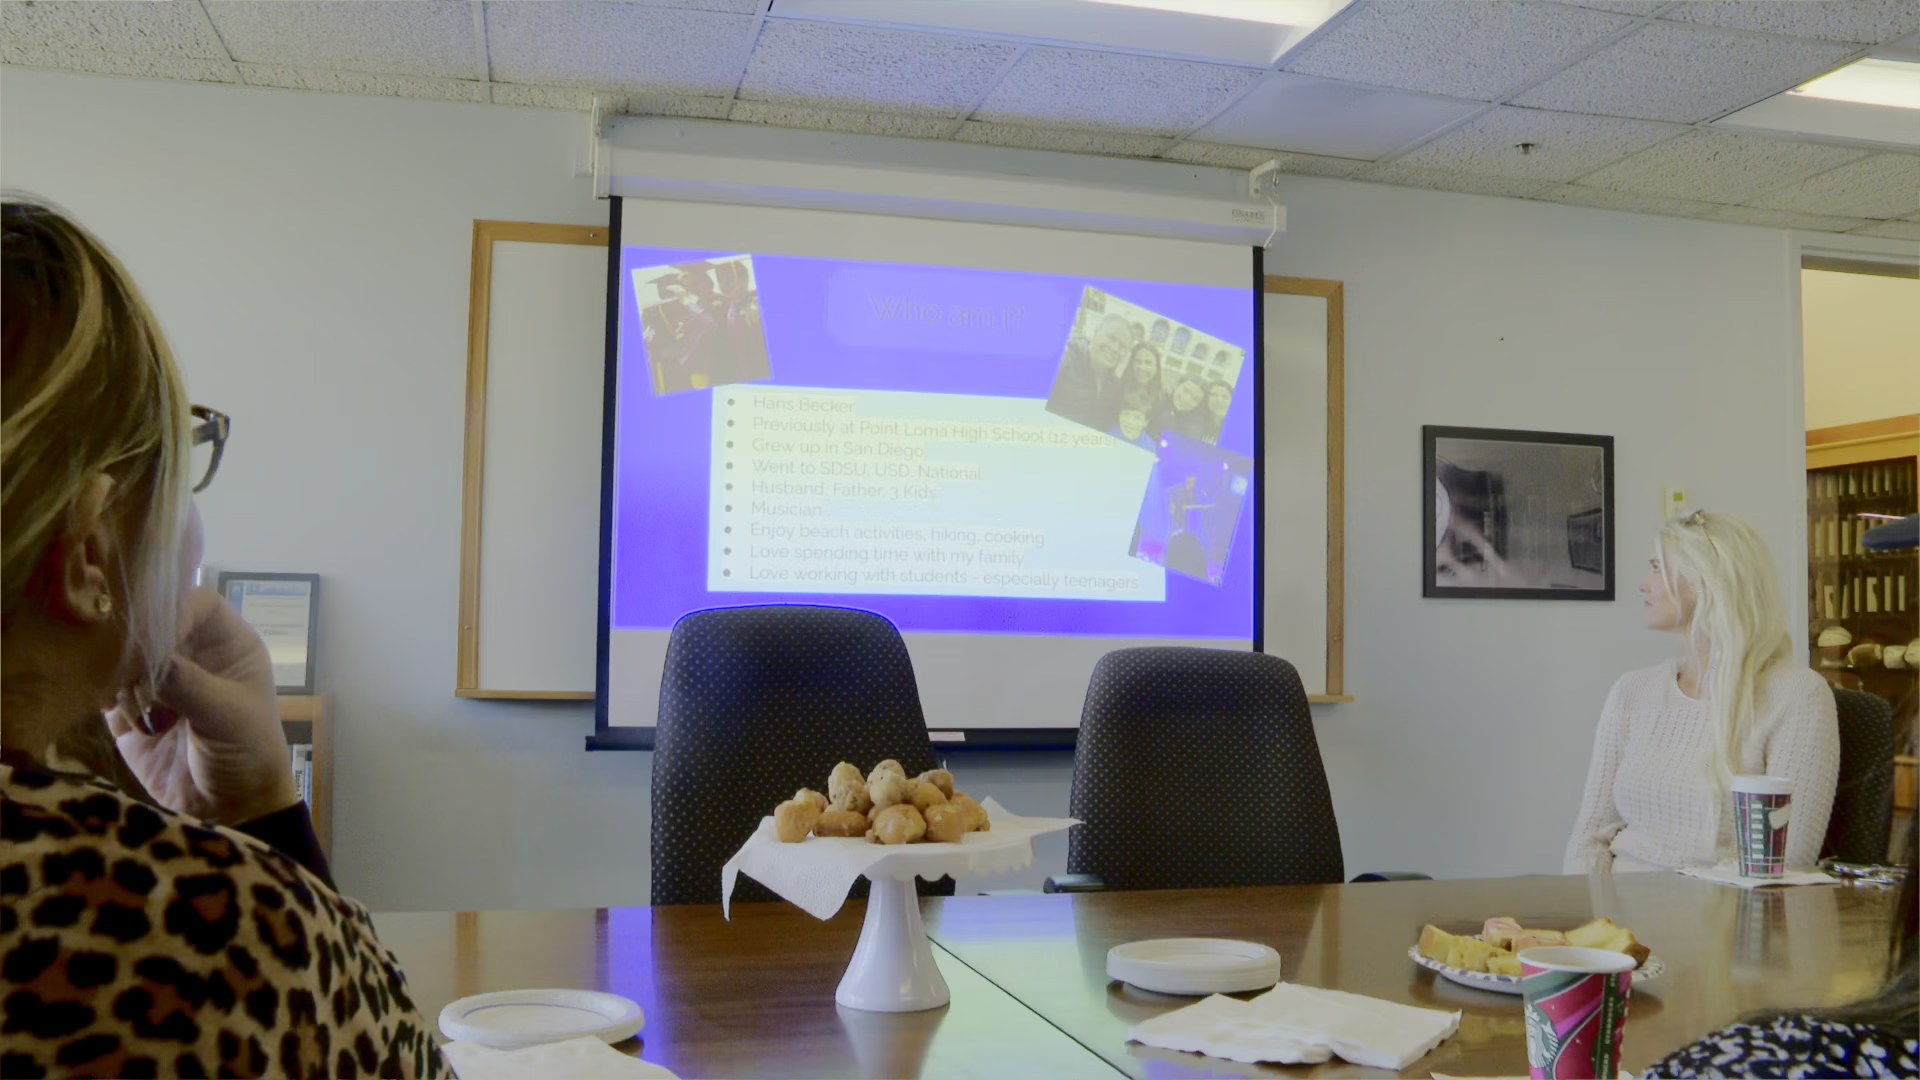 Who am I?
Haris Becker
Previously at Point Loma High School (12 years)
Grew up in San Diego
Went to SDSU, USD, National
Husband, Father, 3 Kids
Musician
Enjoy beach activities, hiking, cooking
Love spending time with my family
Love working with students - especially teenagers